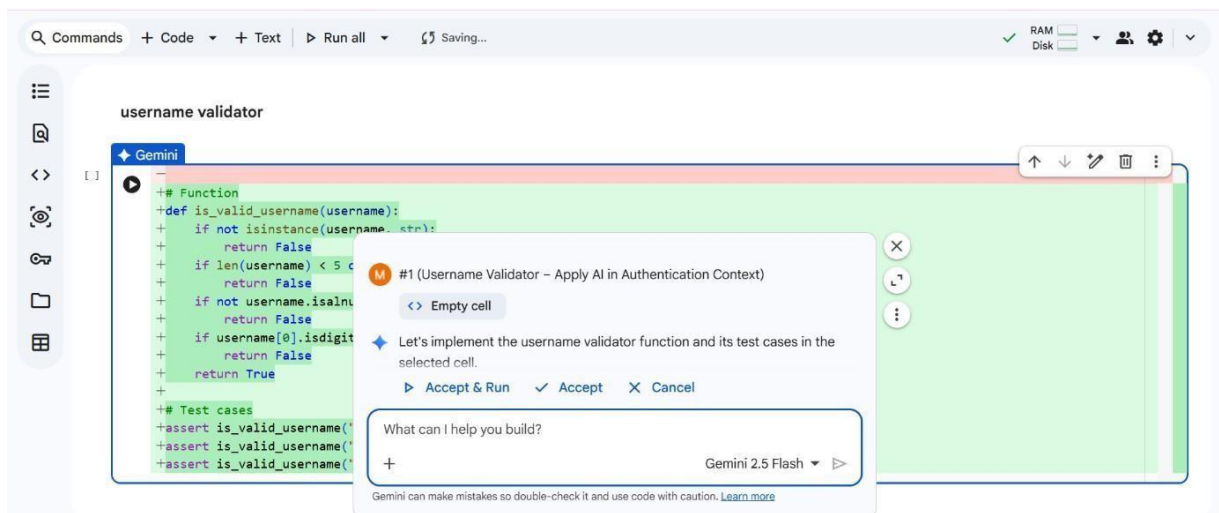 Commands + Code + Text Run all Saving...
RAM
Disk
username validator
Gemini
[ ]
-
+# Function
+def is_valid_username(username):
+    if not isinstance(username, str):
+        return False
+    if len(username) < 5
+        return False
+    if not username.isalnu
+        return False
+    if username[0].isdigit
+        return False
+    return True
+
+# Test cases
+assert is_valid_username('
+assert is_valid_username('
+assert is_valid_username('
M #1 (Username Validator – Apply AI in Authentication Context)
<> Empty cell
Let's implement the username validator function and its test cases in the
selected cell.
Accept & Run Accept Cancel
What can I help you build?
+ Gemini 2.5 Flash
Gemini can make mistakes so double-check it and use code with caution. Learn more